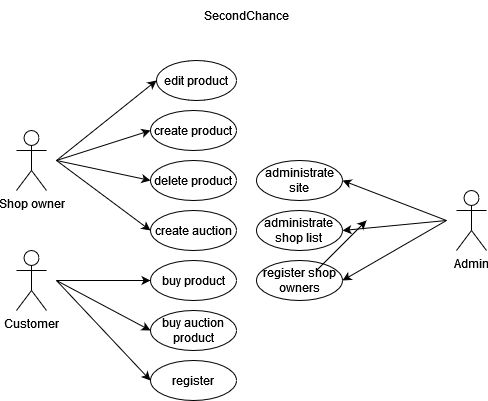 SecondChance
edit product
create product
delete product
create auction
Shop owner
administrate
site
administrate
shop list
register shop
owners
Admin
buy product
buy auction
product
register
Customer